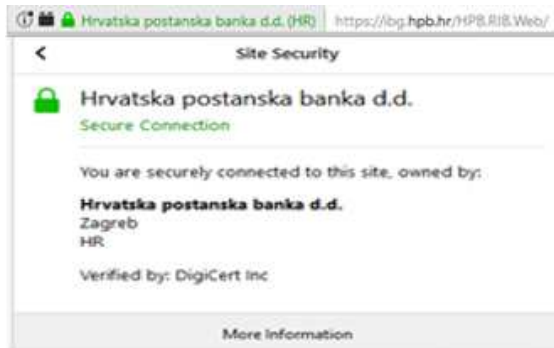 Hrvatska postanska banka d.d. (HR) https://ibg.hpb.hr/HPB.RIB.Web/
Site Security
Hrvatska postanska banka d.d.
Secure Connection
You are securely connected to this site, owned by:
Hrvatska postanska banka d.d.
Zagreb
HR
Verified by: DigiCert Inc
More Information